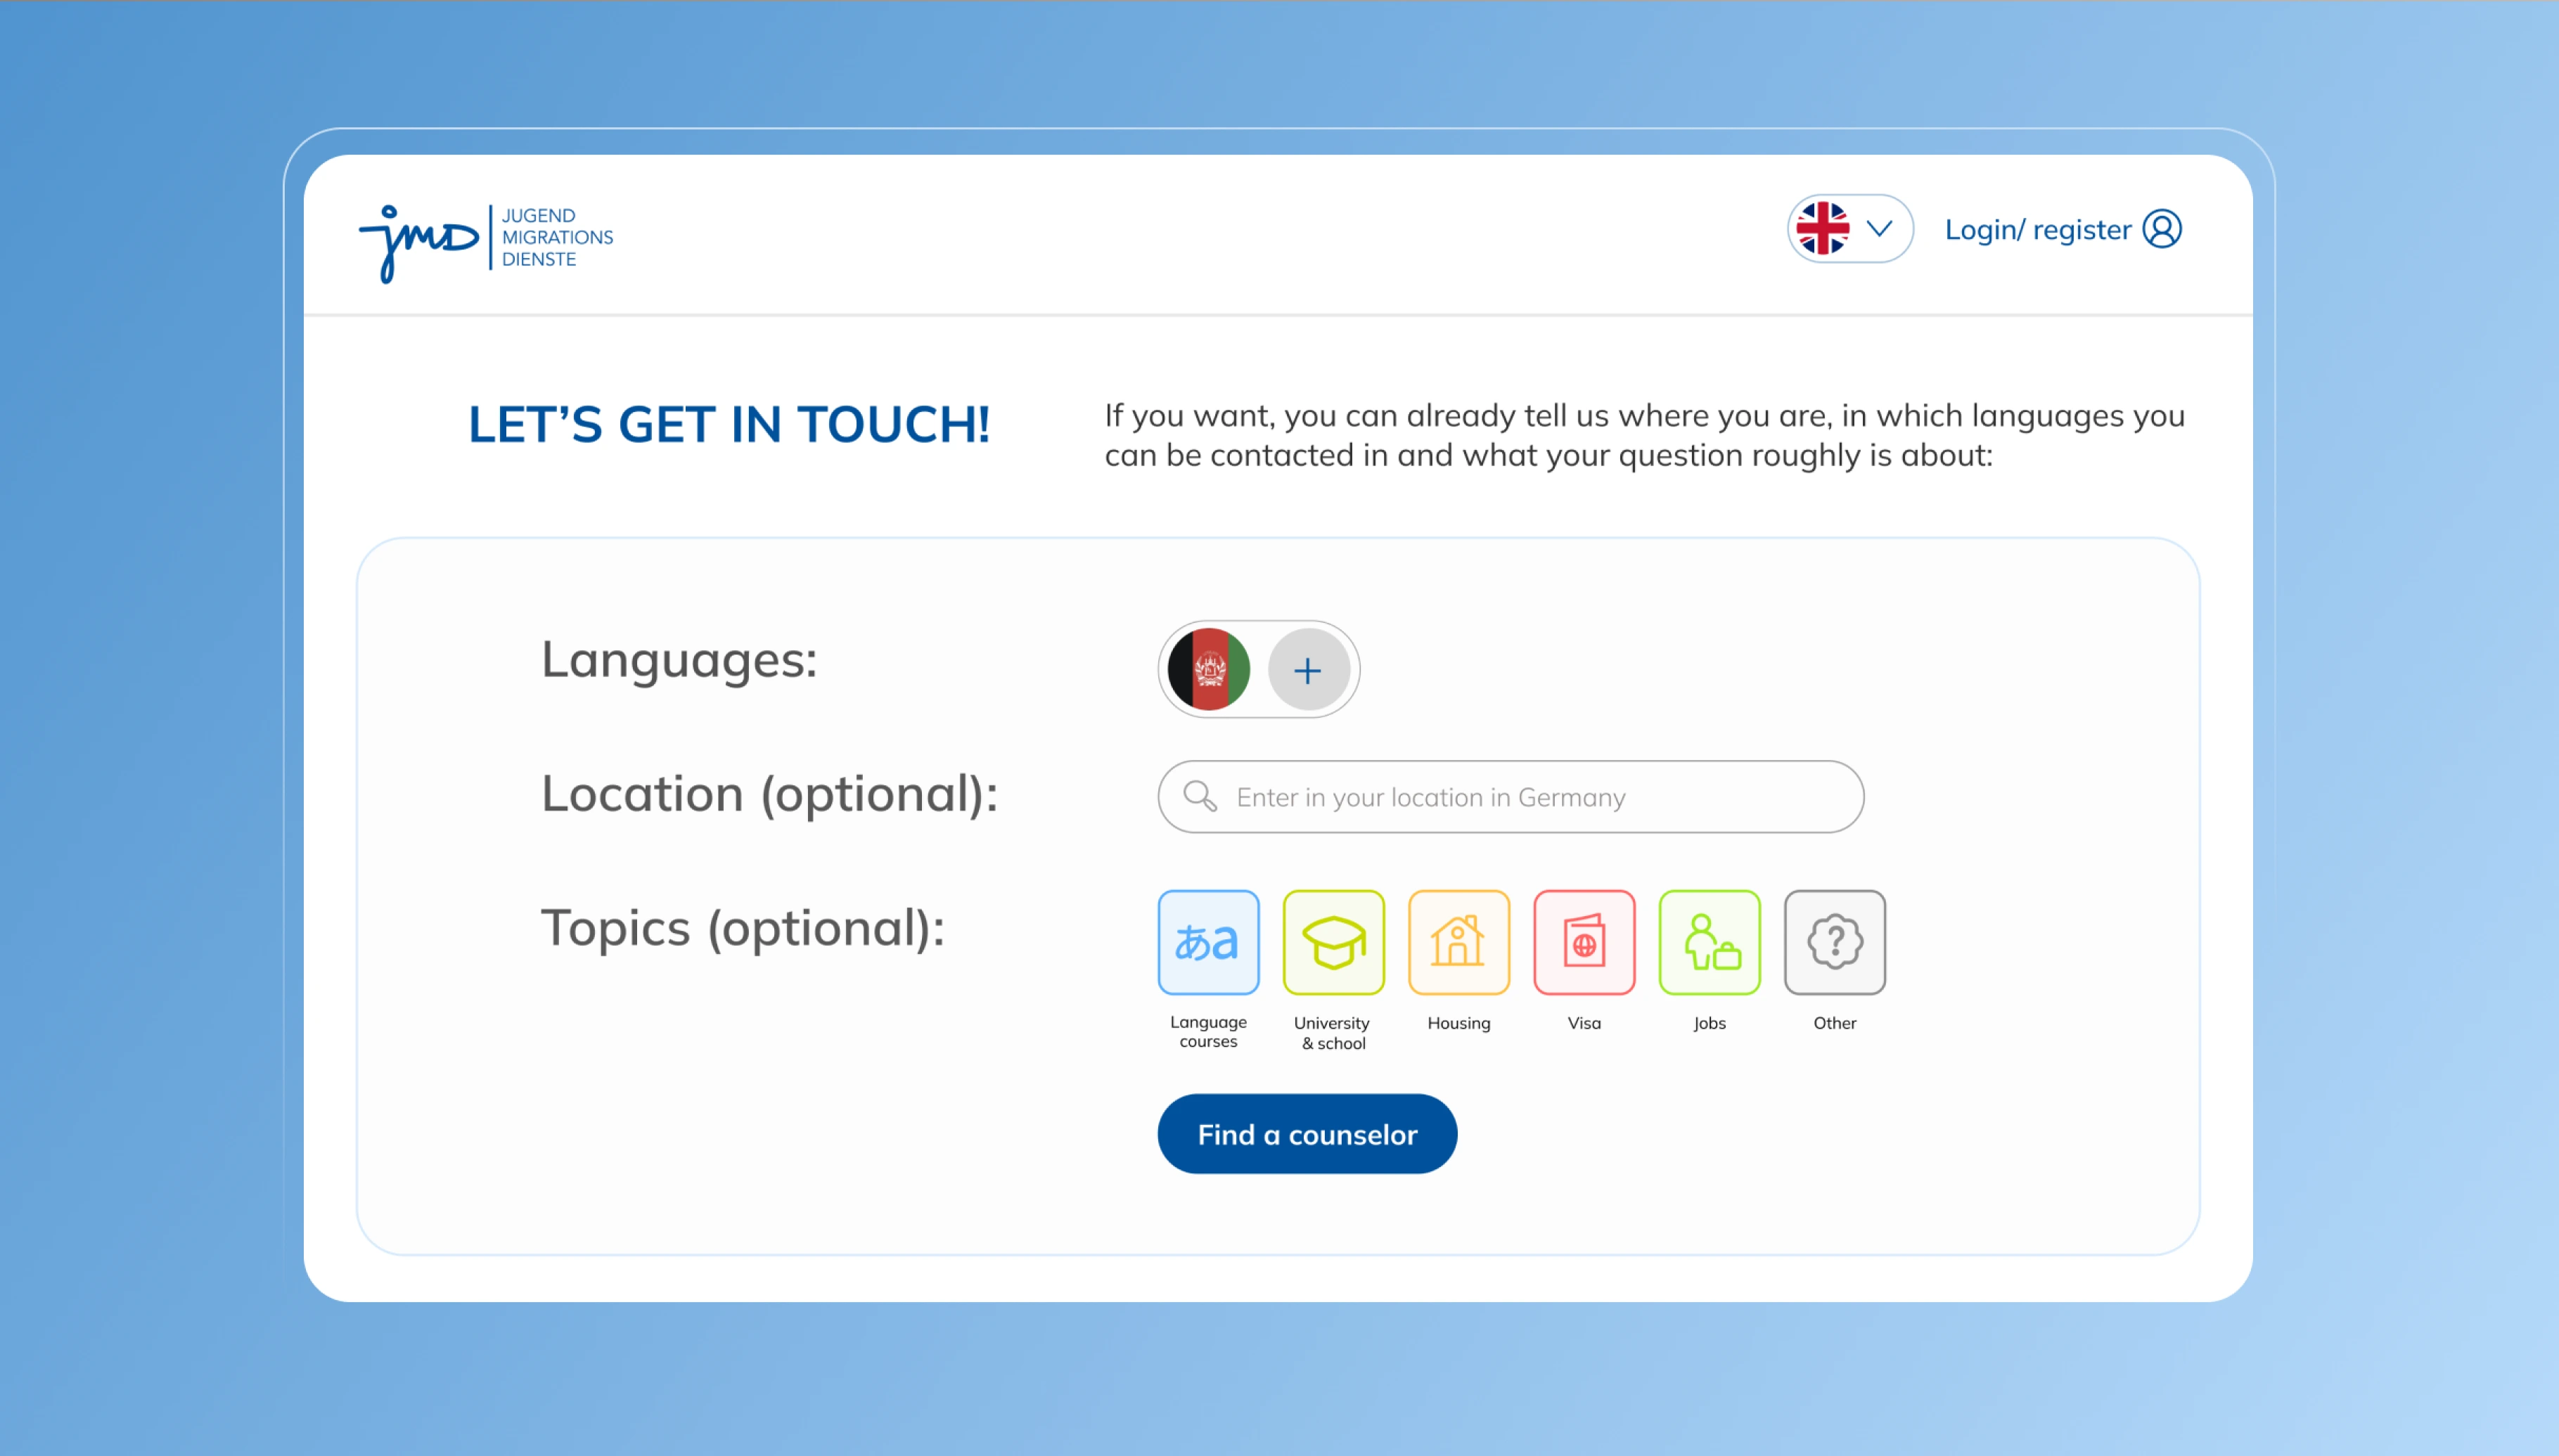 jmD
JUGEND
MIGRATIONS
DIENSTE
Login/ register
LET’S GET IN TOUCH!
If you want, you can already tell us where you are, in which languages you
can be contacted in and what your question roughly is about:
Languages:
+
Location (optional):
Enter in your location in Germany
Topics (optional):
あa
?
Language
courses
University
& school
Housing
Visa
Jobs
Other
Find a counselor